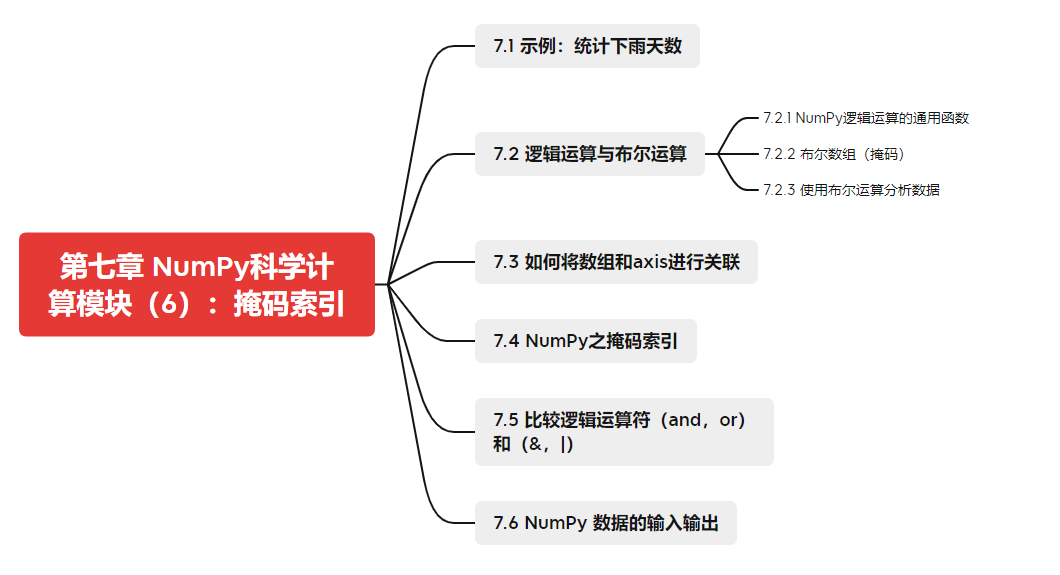 第七章 NumPy科学计
算模块（6）：掩码索引
7.1 示例：统计下雨天数
7.2 逻辑运算与布尔运算
7.2.1 NumPy逻辑运算的通用函数
7.2.2 布尔数组（掩码）
7.2.3 使用布尔运算分析数据
7.3 如何将数组和axis进行关联
7.4 NumPy之掩码索引
7.5 比较逻辑运算符（and，or）
和（&，|）
7.6 NumPy 数据的输入输出